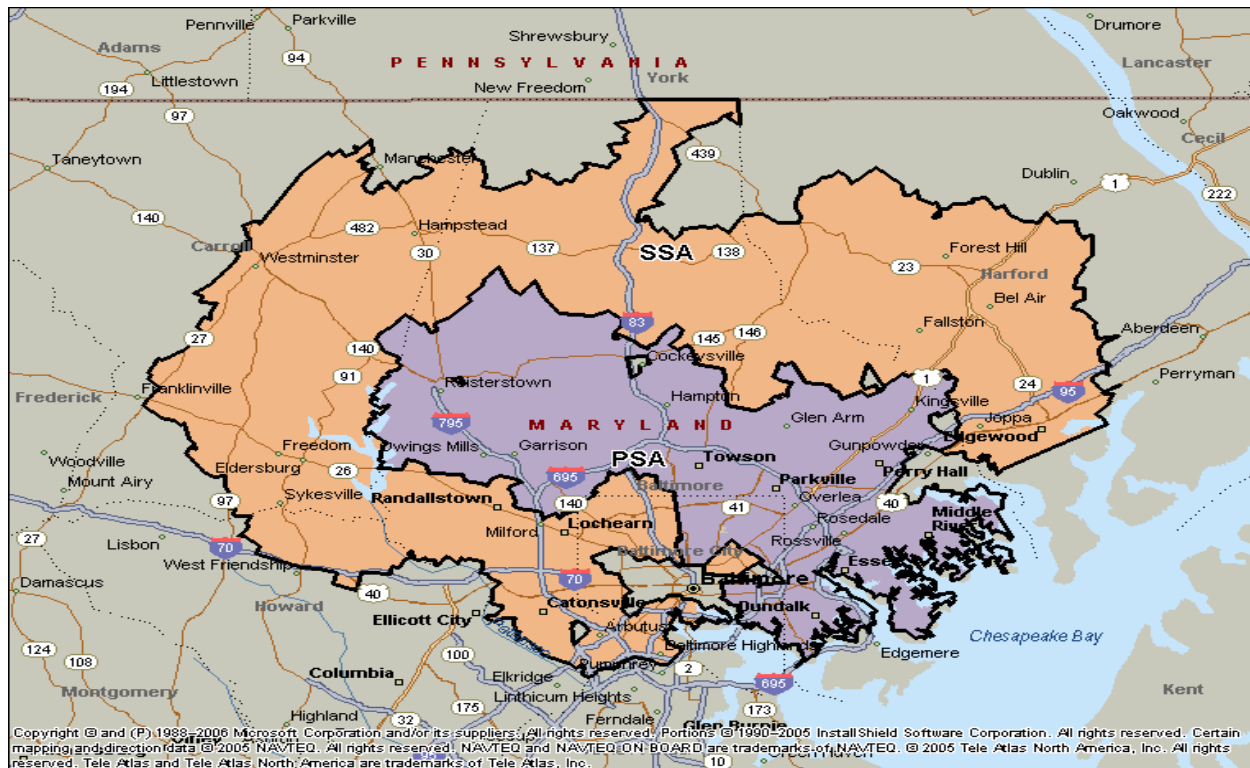 Pennville
Parkville
Drumore
Adams
Shrewsbury
94
Lancaster
PENNSYLVANIA
York
Littlestown
194
New Freedom
97
Oakwood
Cecil
Taneytown
Manchester
439
Dublin
1
222
140
482
Hampstead
Carroll
137
SSA
138
Forest Hill
30
Westminster
23
Harford
Bel Air
83
27
145
146
Fallston
Aberdeen
140
Cockeysville
91
Reisterstown
1
24
95
Perryman
Franklinville
Frederick
Hampton
Kingsville
795
MARYLAND
Glen Arm
Joppa
Edgewood
Freedom
Owings Mills
Garrison
Gunpowder
Woodville
Eldersburg
26
PSA
Towson
Perry Hall
Mount Airy
695
Baltimore
Parkville
97
Sykesville
Randallstown
140
41
Overlea
40
Middle
River
Milford
Lochearn
Rosedale
27
Lisbon
70
Baltimore City
Rossville
West Friendship
Essex
70
Damascus
40
Baltimore
Howard
Catonsville
Dundalk
Ellicott City
Arbutus
Chesapeake Bay
124
108
100
Baltimore Highlands
Edgemere
Columbia
Elkridge
Pumphrey
2
695
Montgomery
175
Linthicum Heights
Kent
Highland
32
Ferndale
173
Glen Burnie
95
10
Green Haven
Copyright © and (P) 1988-2006 Microsoft Corporation and/or its suppliers. All rights reserved. Portions © 1990-2005 InstallShield Software Corporation. All rights reserved. Certain
mapping and direction data © 2005 NAVTEQ. All rights reserved. NAVTEQ and NAVTEQ ON BOARD are trademarks of NAVTEQ. © 2005 Tele Atlas North America, Inc. All rights
reserved. Tele Atlas and Tele Atlas North America are trademarks of Tele Atlas, Inc.